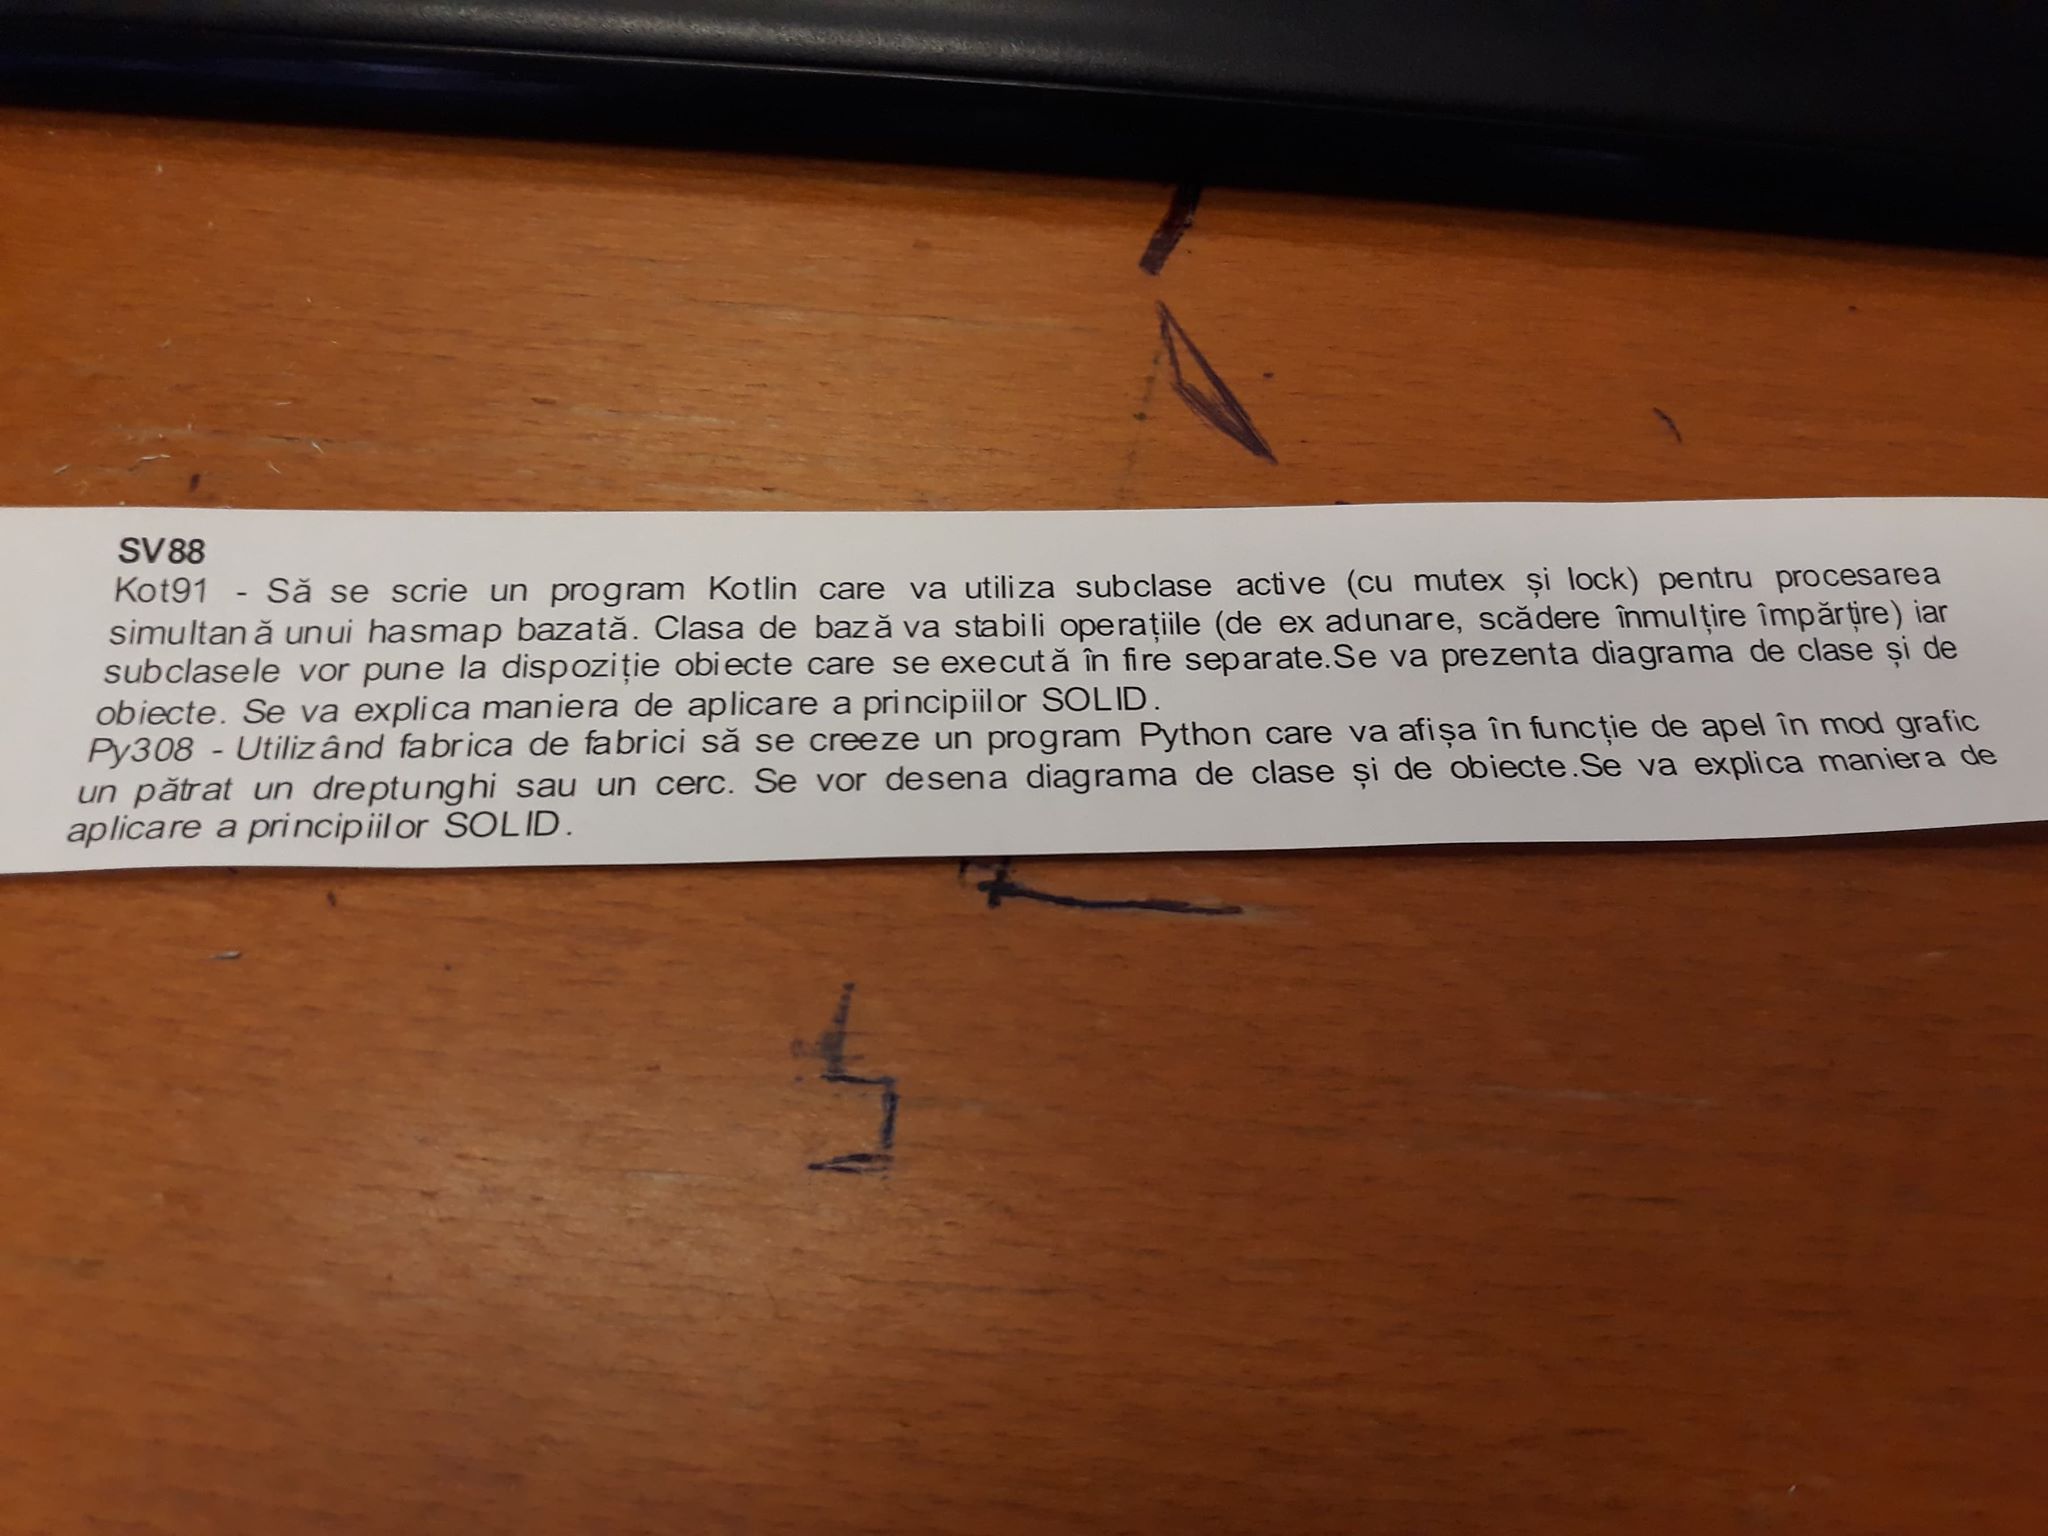 SV88
Kot91 - Să se scrie un program Kotlin care va utiliza subclase active (cu mutex și lock) pentru procesarea
simultană unui hasmap bazată. Clasa de bază va stabili operațiile (de ex adunare, scădere înmulțire împărțire) iar
subclasele vor pune la dispoziție obiecte care se execută în fire separate.Se va prezenta diagrama de clase și de
obiecte. Se va explica maniera de aplicare a principiilor SOLID.
Py308 - Utilizând fabrica de fabrici să se creeze un program Python care va afișa în funcție de apel în mod grafic
un pătrat un dreptunghi sau un cerc. Se vor desena diagrama de clase și de obiecte.Se va explica maniera de
aplicare a principiilor SOLID.